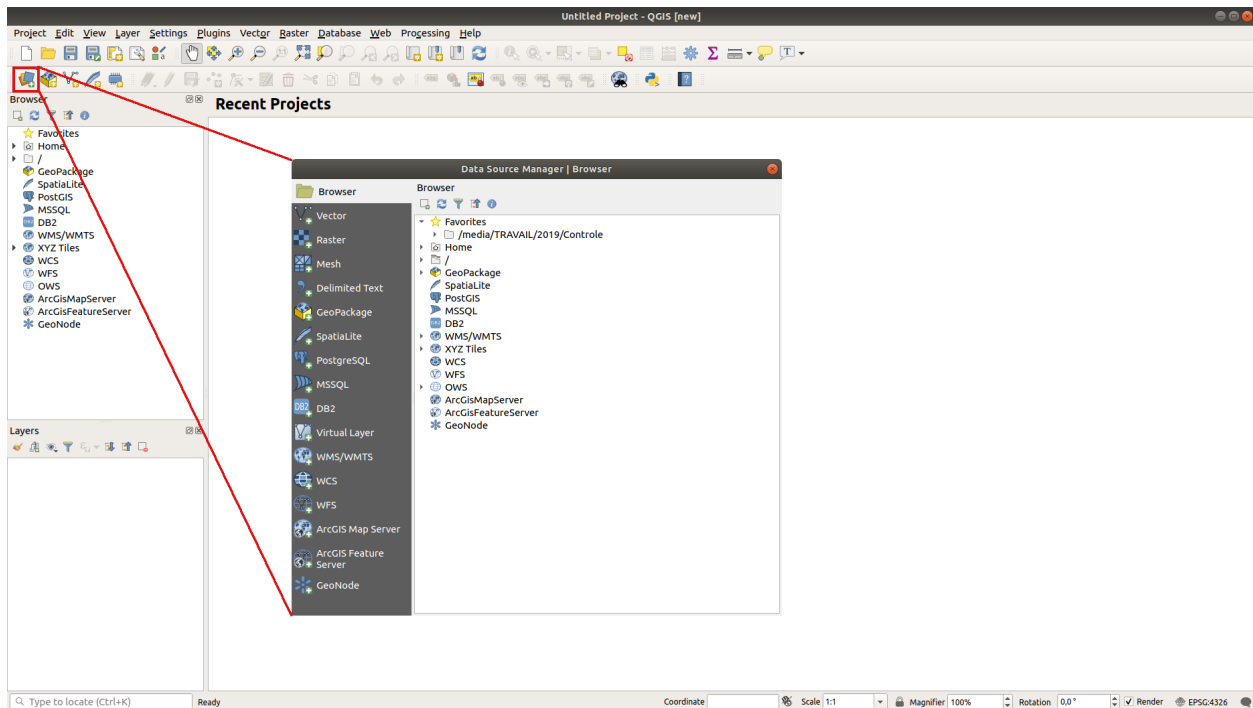 Untitled Project - QGIS [new]
Project Edit View Layer Settings Plugins Vector Raster Database Web Processing Help
Browser
Favorites
Home
/
GeoPackage
SpatiaLite
PostGIS
MSSQL
DB2
WMS/WMTS
XYZ Tiles
WCS
WFS
OWS
ArcGisMapServer
ArcGisFeatureServer
GeoNode
Layers
Recent Projects
Data Source Manager | Browser
Browser
Vector
Raster
Mesh
Delimited Text
GeoPackage
SpatiaLite
PostgreSQL
MSSQL
DB2
Virtual Layer
WMS/WMTS
WCS
WFS
ArcGIS Map Server
ArcGIS Feature
Server
GeoNode
Browser
Favorites
/media/TRAVAIL/2019/Controle
Home
/
GeoPackage
SpatiaLite
PostGIS
MSSQL
DB2
WMS/WMTS
XYZ Tiles
WCS
WFS
OWS
ArcGisMapServer
ArcGisFeatureServer
GeoNode
Type to locate (Ctrl+K) Ready Coordinate Scale 1:1 Magnifier 100% Rotation 0,0 ° Render EPSG:4326